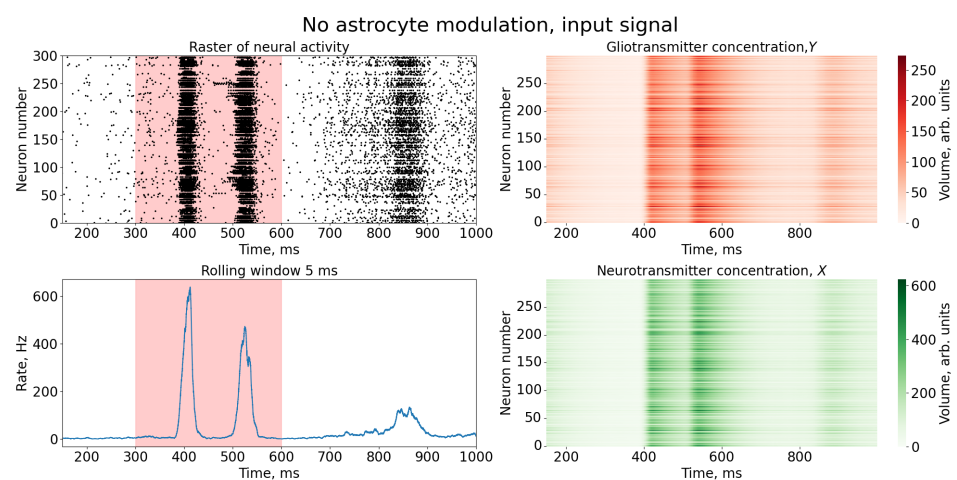 No astrocyte modulation, input signal
Raster of neural activity
300
250
200
150
100
50
0
Neuron number
200 300 400 500 600 700 800 900 1000
Time, ms
Gliotransmitter concentration,Y
250
200
150
100
50
0
Neuron number
200 400 600 800
Time, ms
250
200
150
100
50
0
Volume, arb. units
Rolling window 5 ms
600
400
200
0
Rate, Hz
200 300 400 500 600 700 800 900 1000
Time, ms
Neurotransmitter concentration, X
250
200
150
100
50
0
Neuron number
200 400 600 800
Time, ms
600
400
200
0
Volume, arb. units